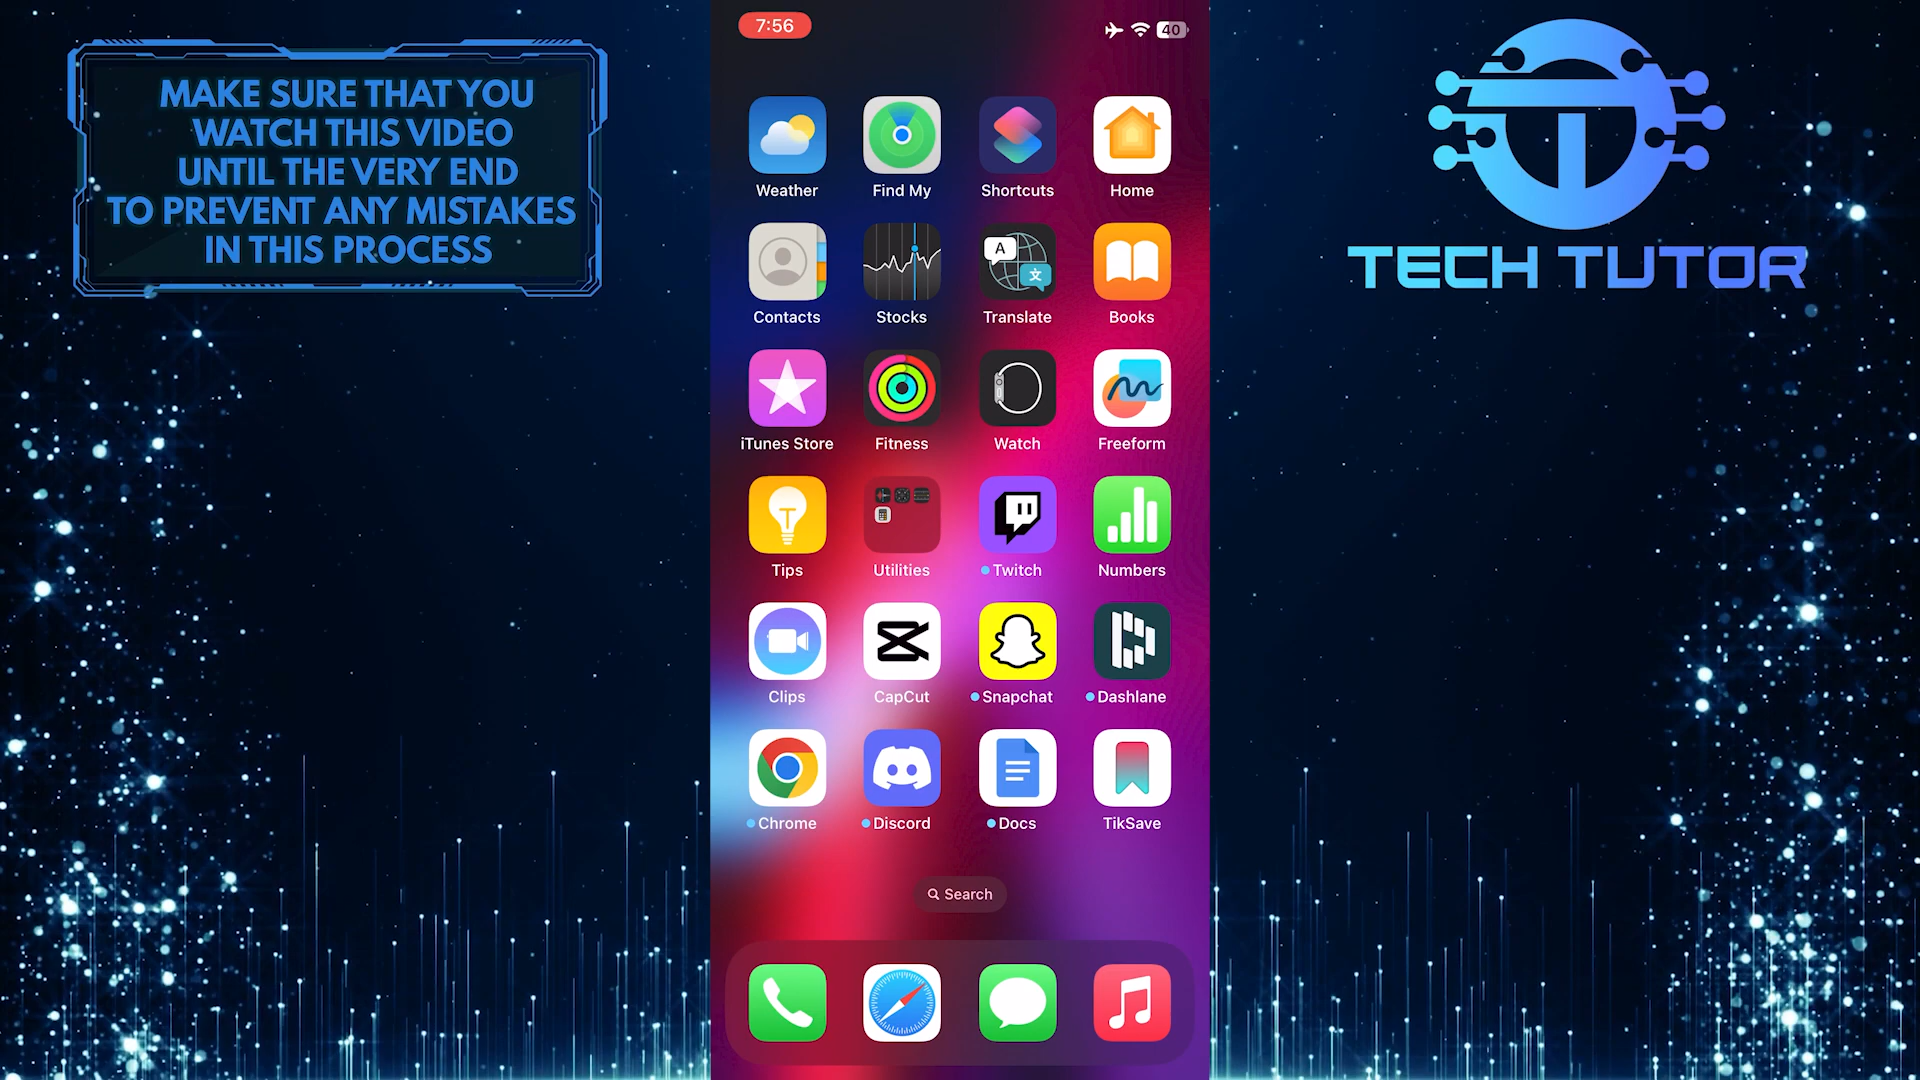 MAKE SURE THAT YOU
WATCH THIS VIDEO
UNTIL THE VERY END
TO PREVENT ANY MISTAKES
IN THIS PROCESS
7:56
40
TECH TUTOR
Weather
Find My
Shortcuts
Home
A
文
Contacts
Stocks
Translate
Books
iTunes Store
Fitness
Watch
Freeform
Tips
Utilities
Twitch
Numbers
Clips
CapCut
Snapchat
Dashlane
Chrome
Discord
Docs
TikSave
Search